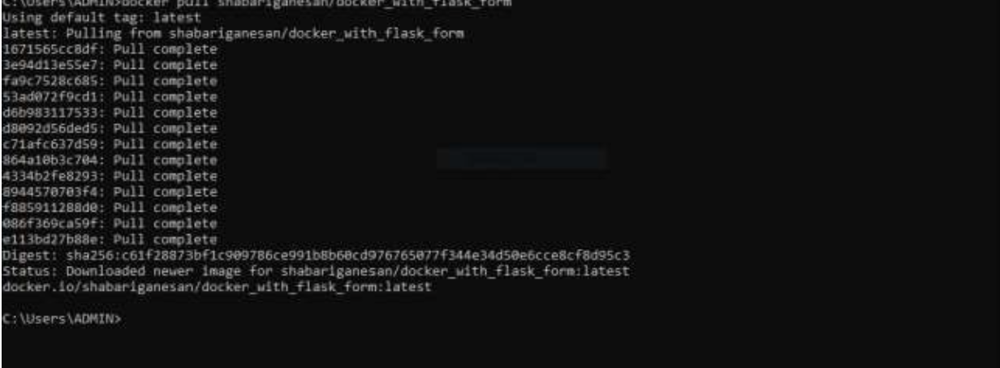 C:\Users\ADMIN>docker pull shabariganesan/docker_with_flask_form
Using default tag: latest
latest: Pulling from shabariganesan/docker_with_flask_form
1671565cc8df: Pull complete
3e94d13e55e7: Pull complete
fa9c7528c685: Pull complete
53ad072f9cd1: Pull complete
d6b983117533: Pull complete
d8092d56ded5: Pull complete
c71afc637d59: Pull complete
864a10b3c704: Pull complete
4334b2fe8293: Pull complete
8944570703f4: Pull complete
f885911288d0: Pull complete
086f369ca59f: Pull complete
e113bd27b88e: Pull complete
Digest: sha256:c61f28873bf1c909786ce991b8b60cd976765077f344e34d50e6cce8cf8d95c3
Status: Downloaded newer image for shabariganesan/docker_with_flask_form:latest
docker.io/shabariganesan/docker_with_flask_form:latest
C:\Users\ADMIN>